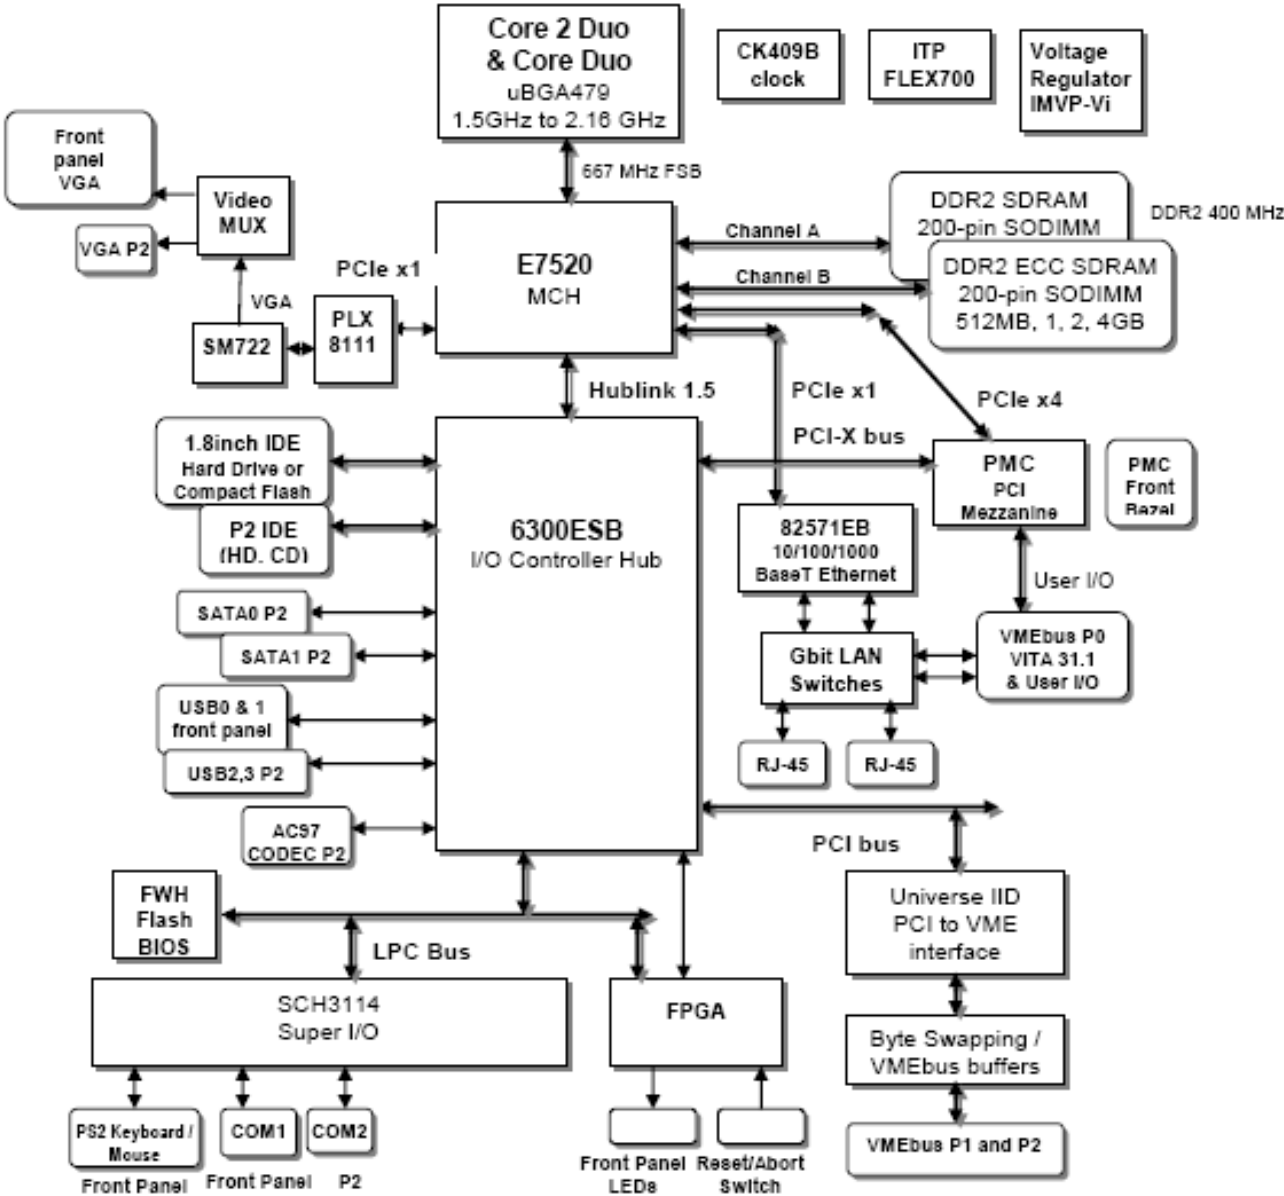 Core 2 Duo
& Core Duo
uBGA479
1.5GHz to 2.16 GHz
CK409B
clock
ITP
FLEX700
Voltage
Regulator
IMVP-Vi
Front
panel
VGA
667 MHz FSB
Video
MUX
VGA P2
PCIe x1
E7520
MCH
Channel A
Channel B
DDR2 SDRAM
200-pin SODIMM
DDR2 400 MHz
DDR2 ECC SDRAM
200-pin SODIMM
512MB, 1, 2, 4GB
VGA
PLX
8111
SM722
Hublink 1.5
PCIe x1
PCIe x4
PCI-X bus
1.8inch IDE
Hard Drive or
Compact Flash
P2 IDE
(HD, CD)
6300ESB
I/O Controller Hub
PMC
PCI
Mezzanine
PMC
Front
Bezel
82571EB
10/100/1000
BaseT Ethernet
User I/O
SATA0 P2
SATA1 P2
Gbit LAN
Switches
VMEbus P0
VITA 31.1
& User I/O
USB0 & 1
front panel
USB2,3 P2
RJ-45
RJ-45
AC97
CODEC P2
PCI bus
FWH
Flash
BIOS
LPC Bus
Universe IID
PCI to VME
interface
SCH3114
Super I/O
FPGA
Byte Swapping /
VMEbus buffers
PS2 Keyboard /
Mouse
Front Panel
COM1
Front Panel
COM2
P2
Front Panel
LEDs
Reset/Abort
Switch
VMEbus P1 and P2